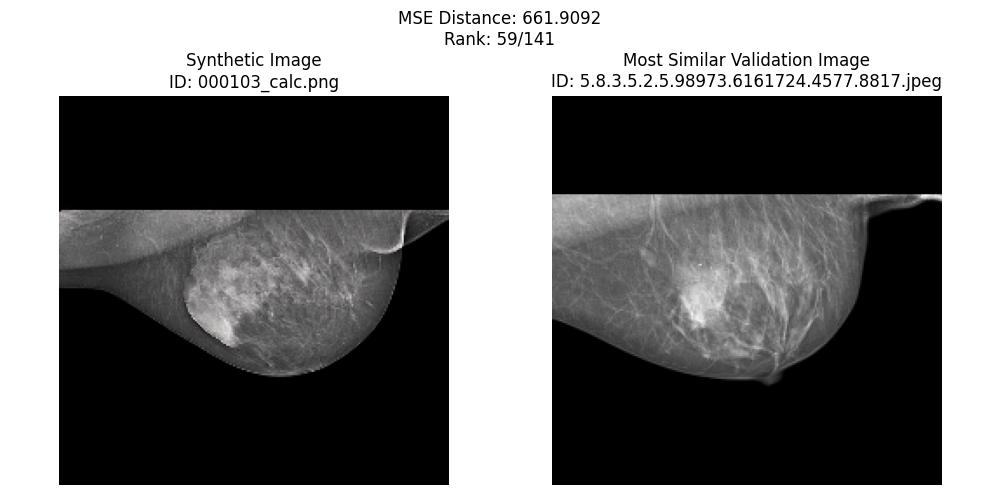 MSE Distance: 661.9092
Rank: 59/141
Synthetic Image
ID: 000103_calc.png
Most Similar Validation Image
ID: 5.8.3.5.2.5.98973.6161724.4577.8817.jpeg